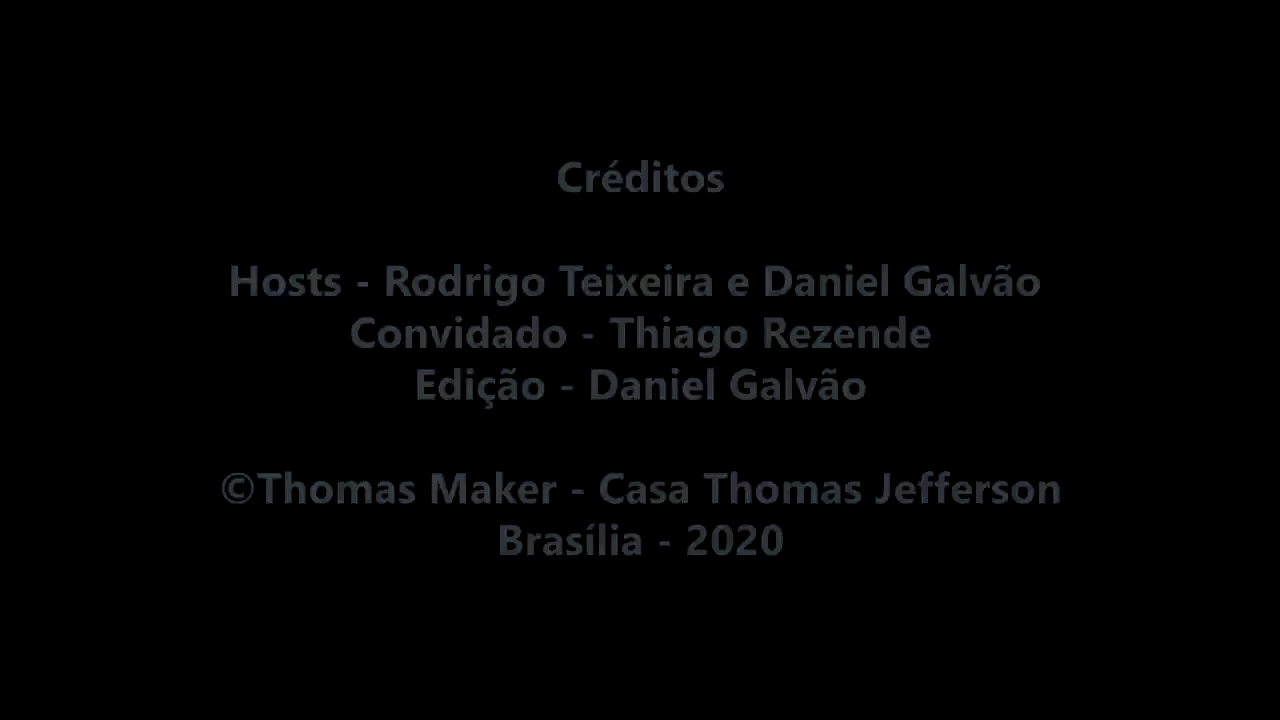 Créditos
Hosts - Rodrigo Teixeira e Daniel Galvão
Convidado - Thiago Rezende
Edição - Daniel Galvão
©Thomas Maker - Casa Thomas Jefferson
Brasília - 2020